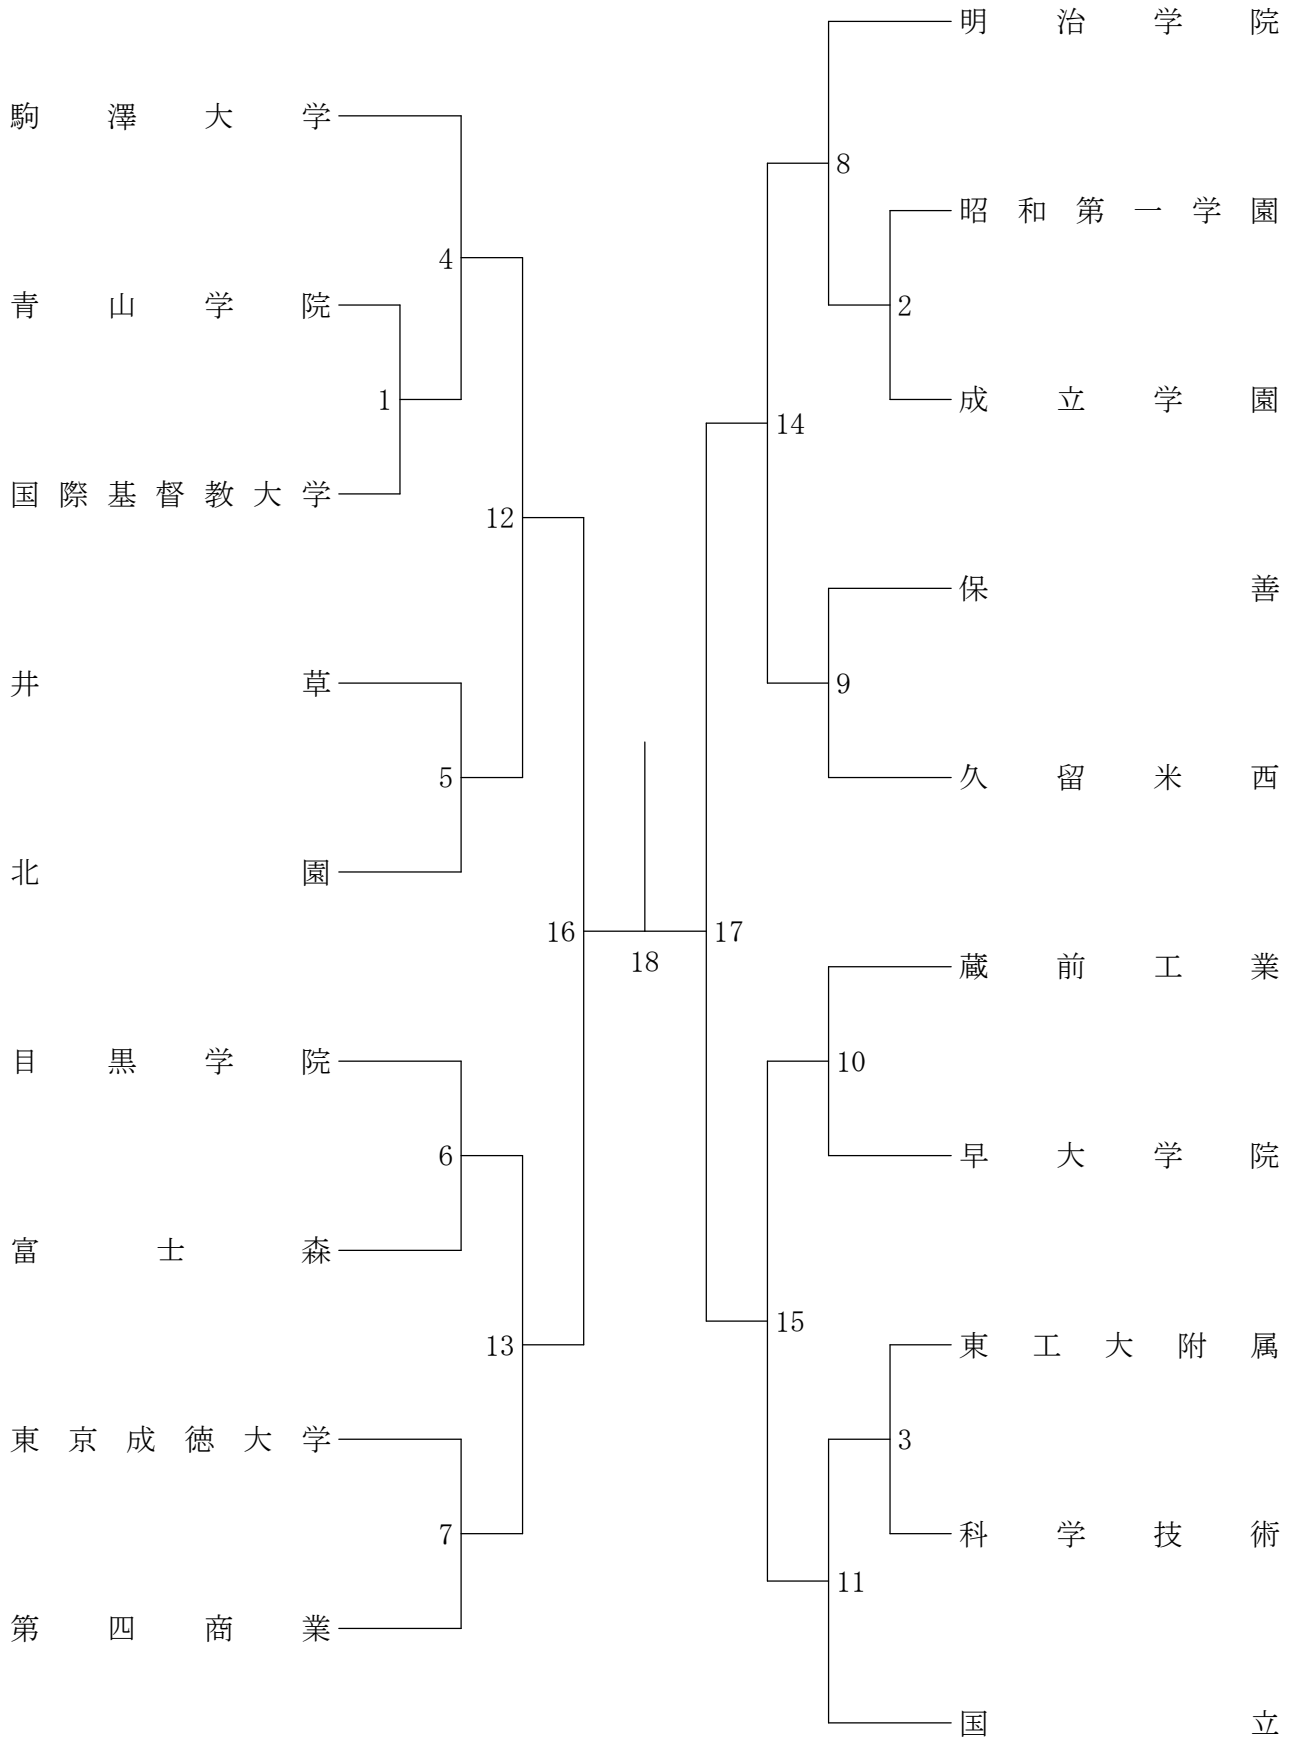 駒澤大学
青山学院
国際基督教大学
井草
北園
目黒学院
富士森
東京成徳大学
第四商業
1
4
5
6
7
12
13
16
18
17
14
15
8
9
10
11
2
3
明治学院
昭和第一学園
成立学園
保善
久留米西
蔵前工業
早大学院
東工大附属
科学技術
国立